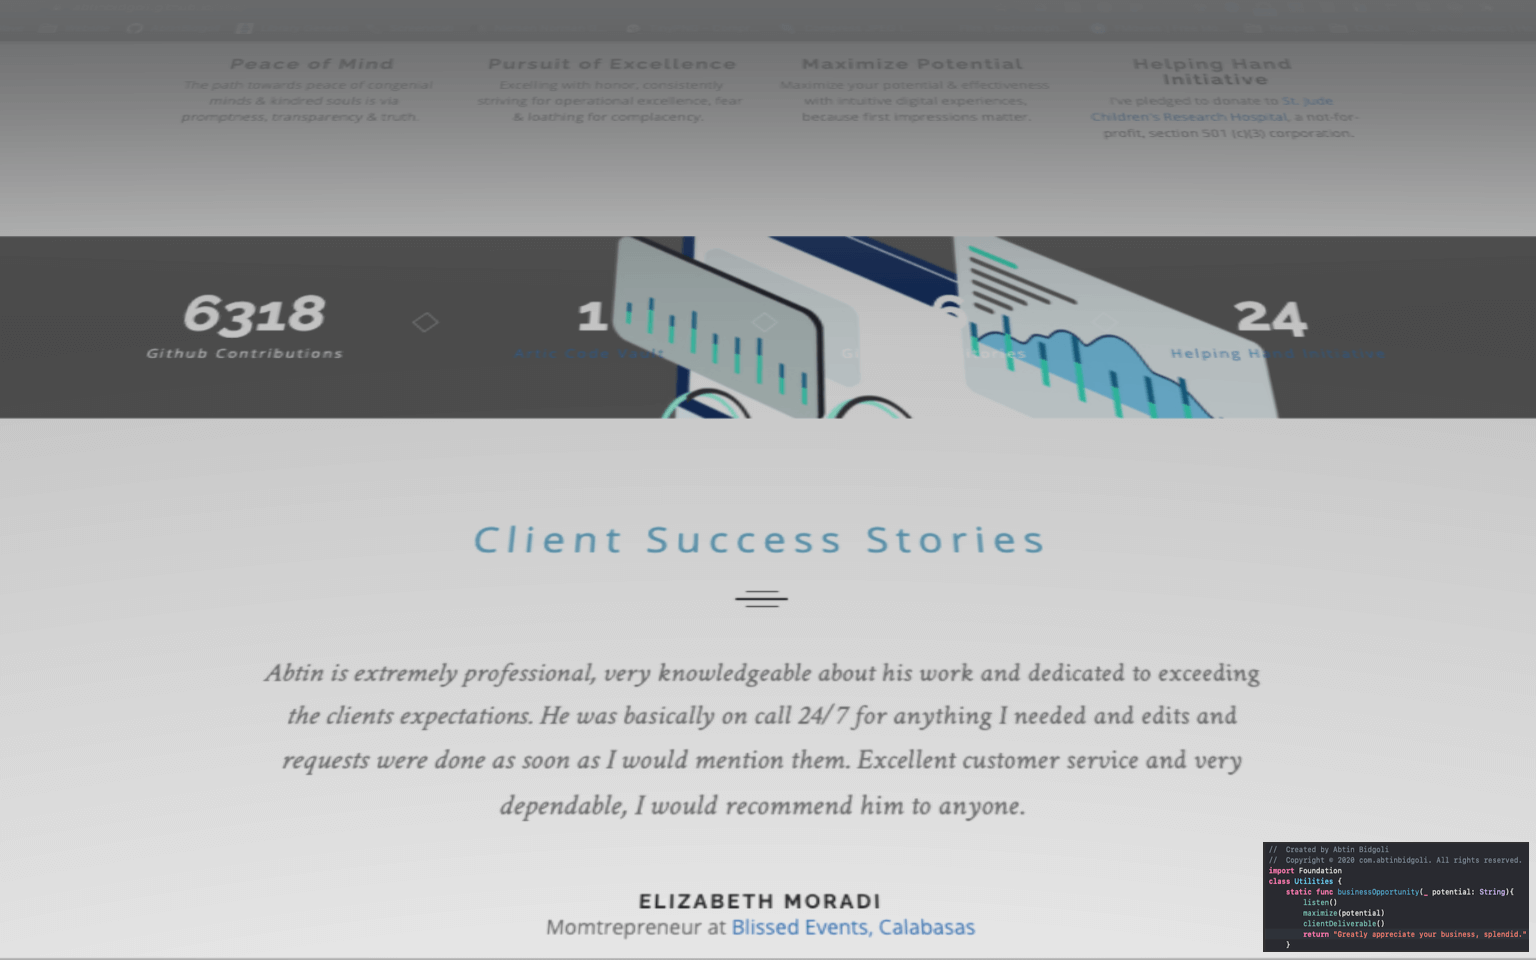 Peace of Mind
The path towards peace of congenial
minds & kindred souls is via
promptness, transparency & truth.
Pursuit of Excellence
Excelling with honor, consistently
striving for operational excellence, fear
& loathing for complacency.
Maximize Potential
Maximize your potential & effectiveness
with intuitive digital experiences,
because first impressions matter.
Helping Hand
Initiative
I've pledged to donate to St. Jude
Children's Research Hospital, a not-for-
profit, section 501 (c)(3) corporation.
6318
Github Contributions
1
Code Vault
6
24
Helping Hand Initiative
Client Success Stories
Abtin is extremely professional, very knowledgeable about his work and dedicated to exceeding
the clients expectations. He was basically on call 24/7 for anything I needed and edits and
requests were done as soon as I would mention them. Excellent customer service and very
dependable, I would recommend him to anyone.
ELIZABETH MORADI
Momtrepreneur at Blissed Events, Calabasas
// Created by Abtin Bidgoli
// Copyright © 2020 com.abtinbidgoli. All rights reserved.
import Foundation
class Utilities {
static func businessOpportunity(_ potential: String){
listen()
maximize(potential)
clientDeliverable()
return "Greatly appreciate your business, splendid."
}